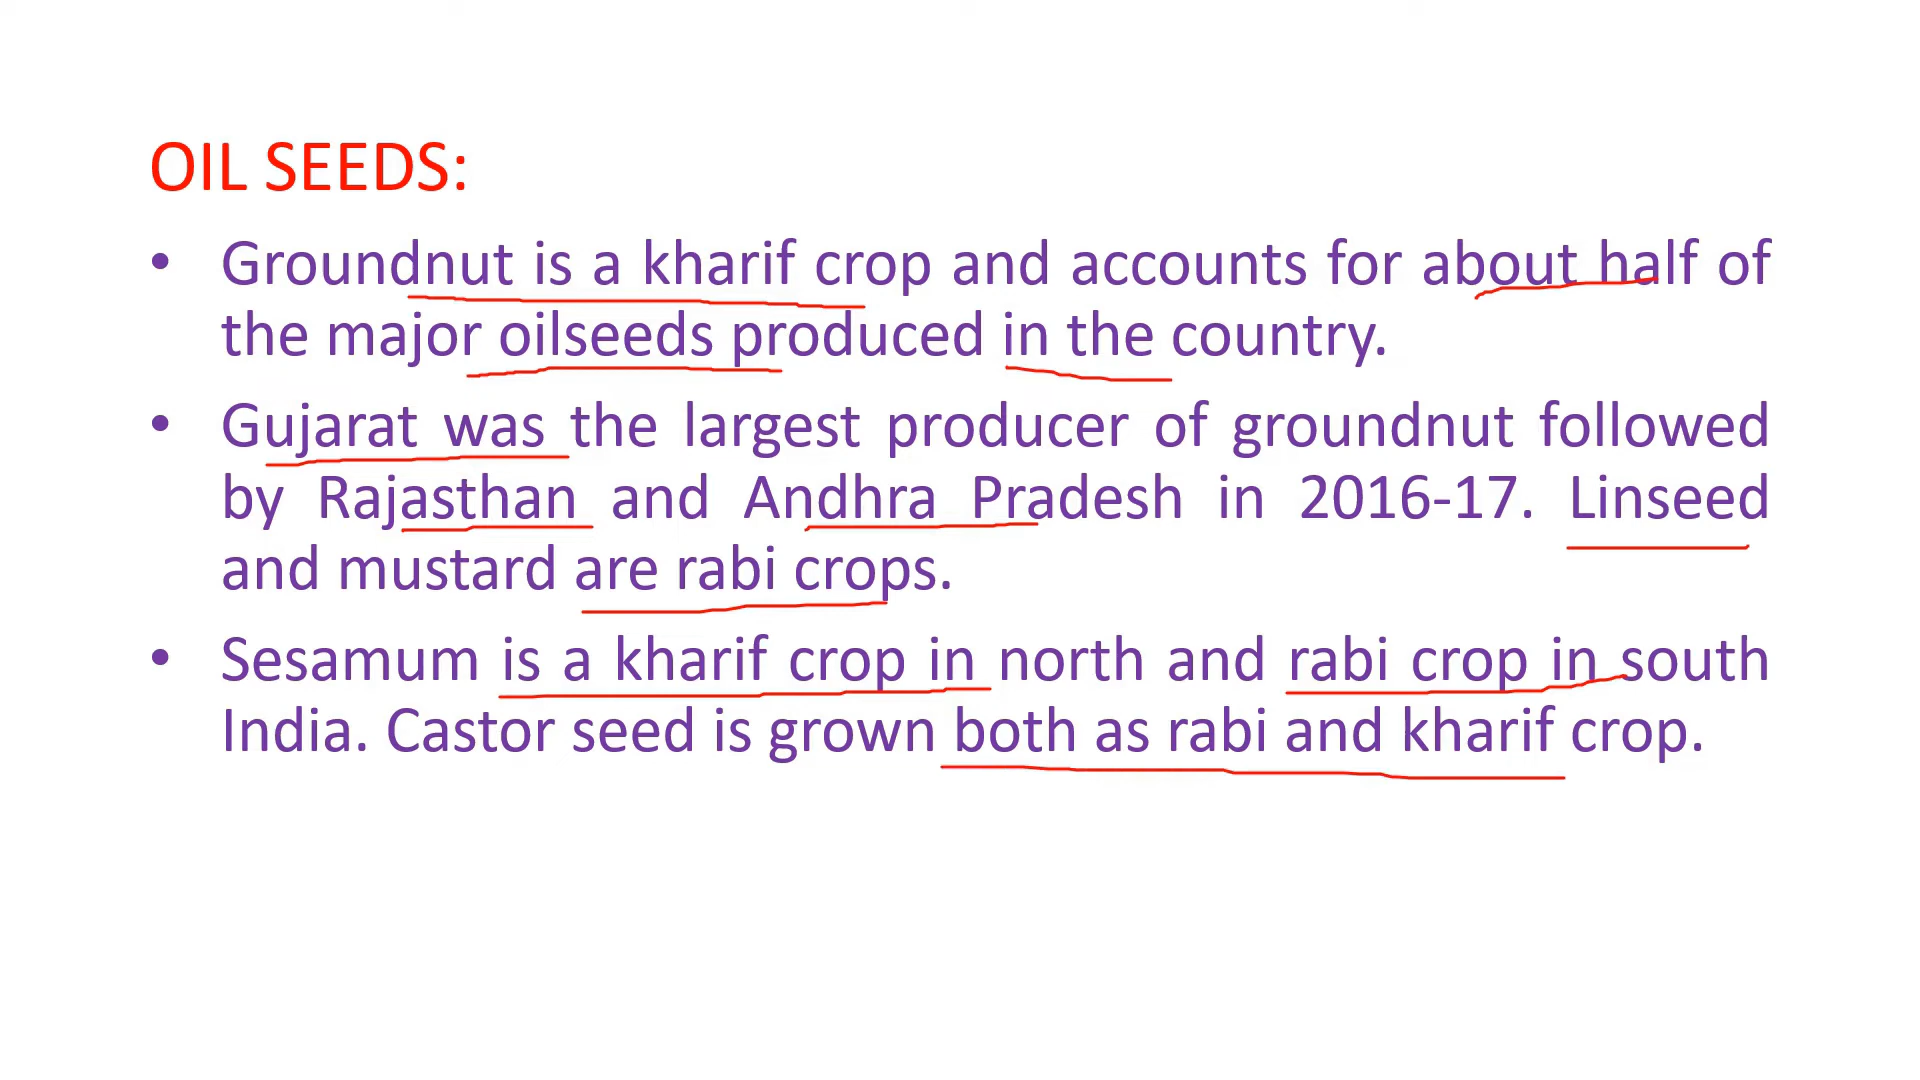 OIL SEEDS:
• Groundnut is a kharif crop and accounts for about half of
the major oilseeds produced in the country.
• Gujarat was the largest producer of groundnut followed
by Rajasthan and Andhra Pradesh in 2016-17. Linseed
and mustard are rabi crops.
• Sesamum is a kharif crop in north and rabi crop in south
India. Castor seed is grown both as rabi and kharif crop.